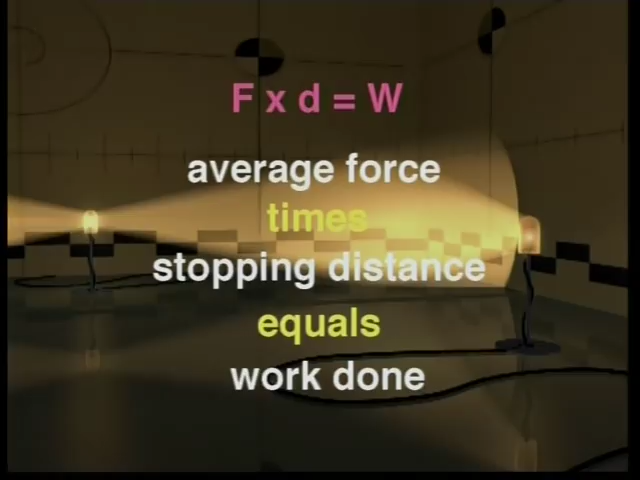 F x d = W
average force
times
stopping distance
equals
work done